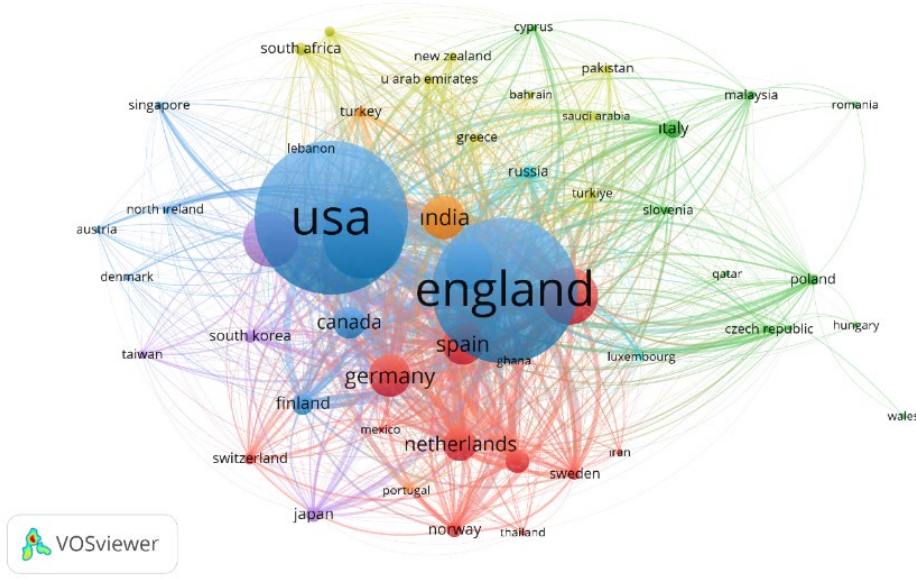 cyprus
south africa
new zealand
u arab emirates
pakistan
bahrain
malaysia
singapore
turkey
saudi arabia
romania
italy
greece
lebanon
russia
turkiye
usa
india
north ireland
slovenia
austria
denmark
qatar
poland
england
canada
south korea
spain
czech republic
hungary
taiwan
ghana
luxembourg
germany
finland
wales
mexico
netherlands
switzerland
iran
sweden
portugal
japan
norway
thailand
VOSviewer